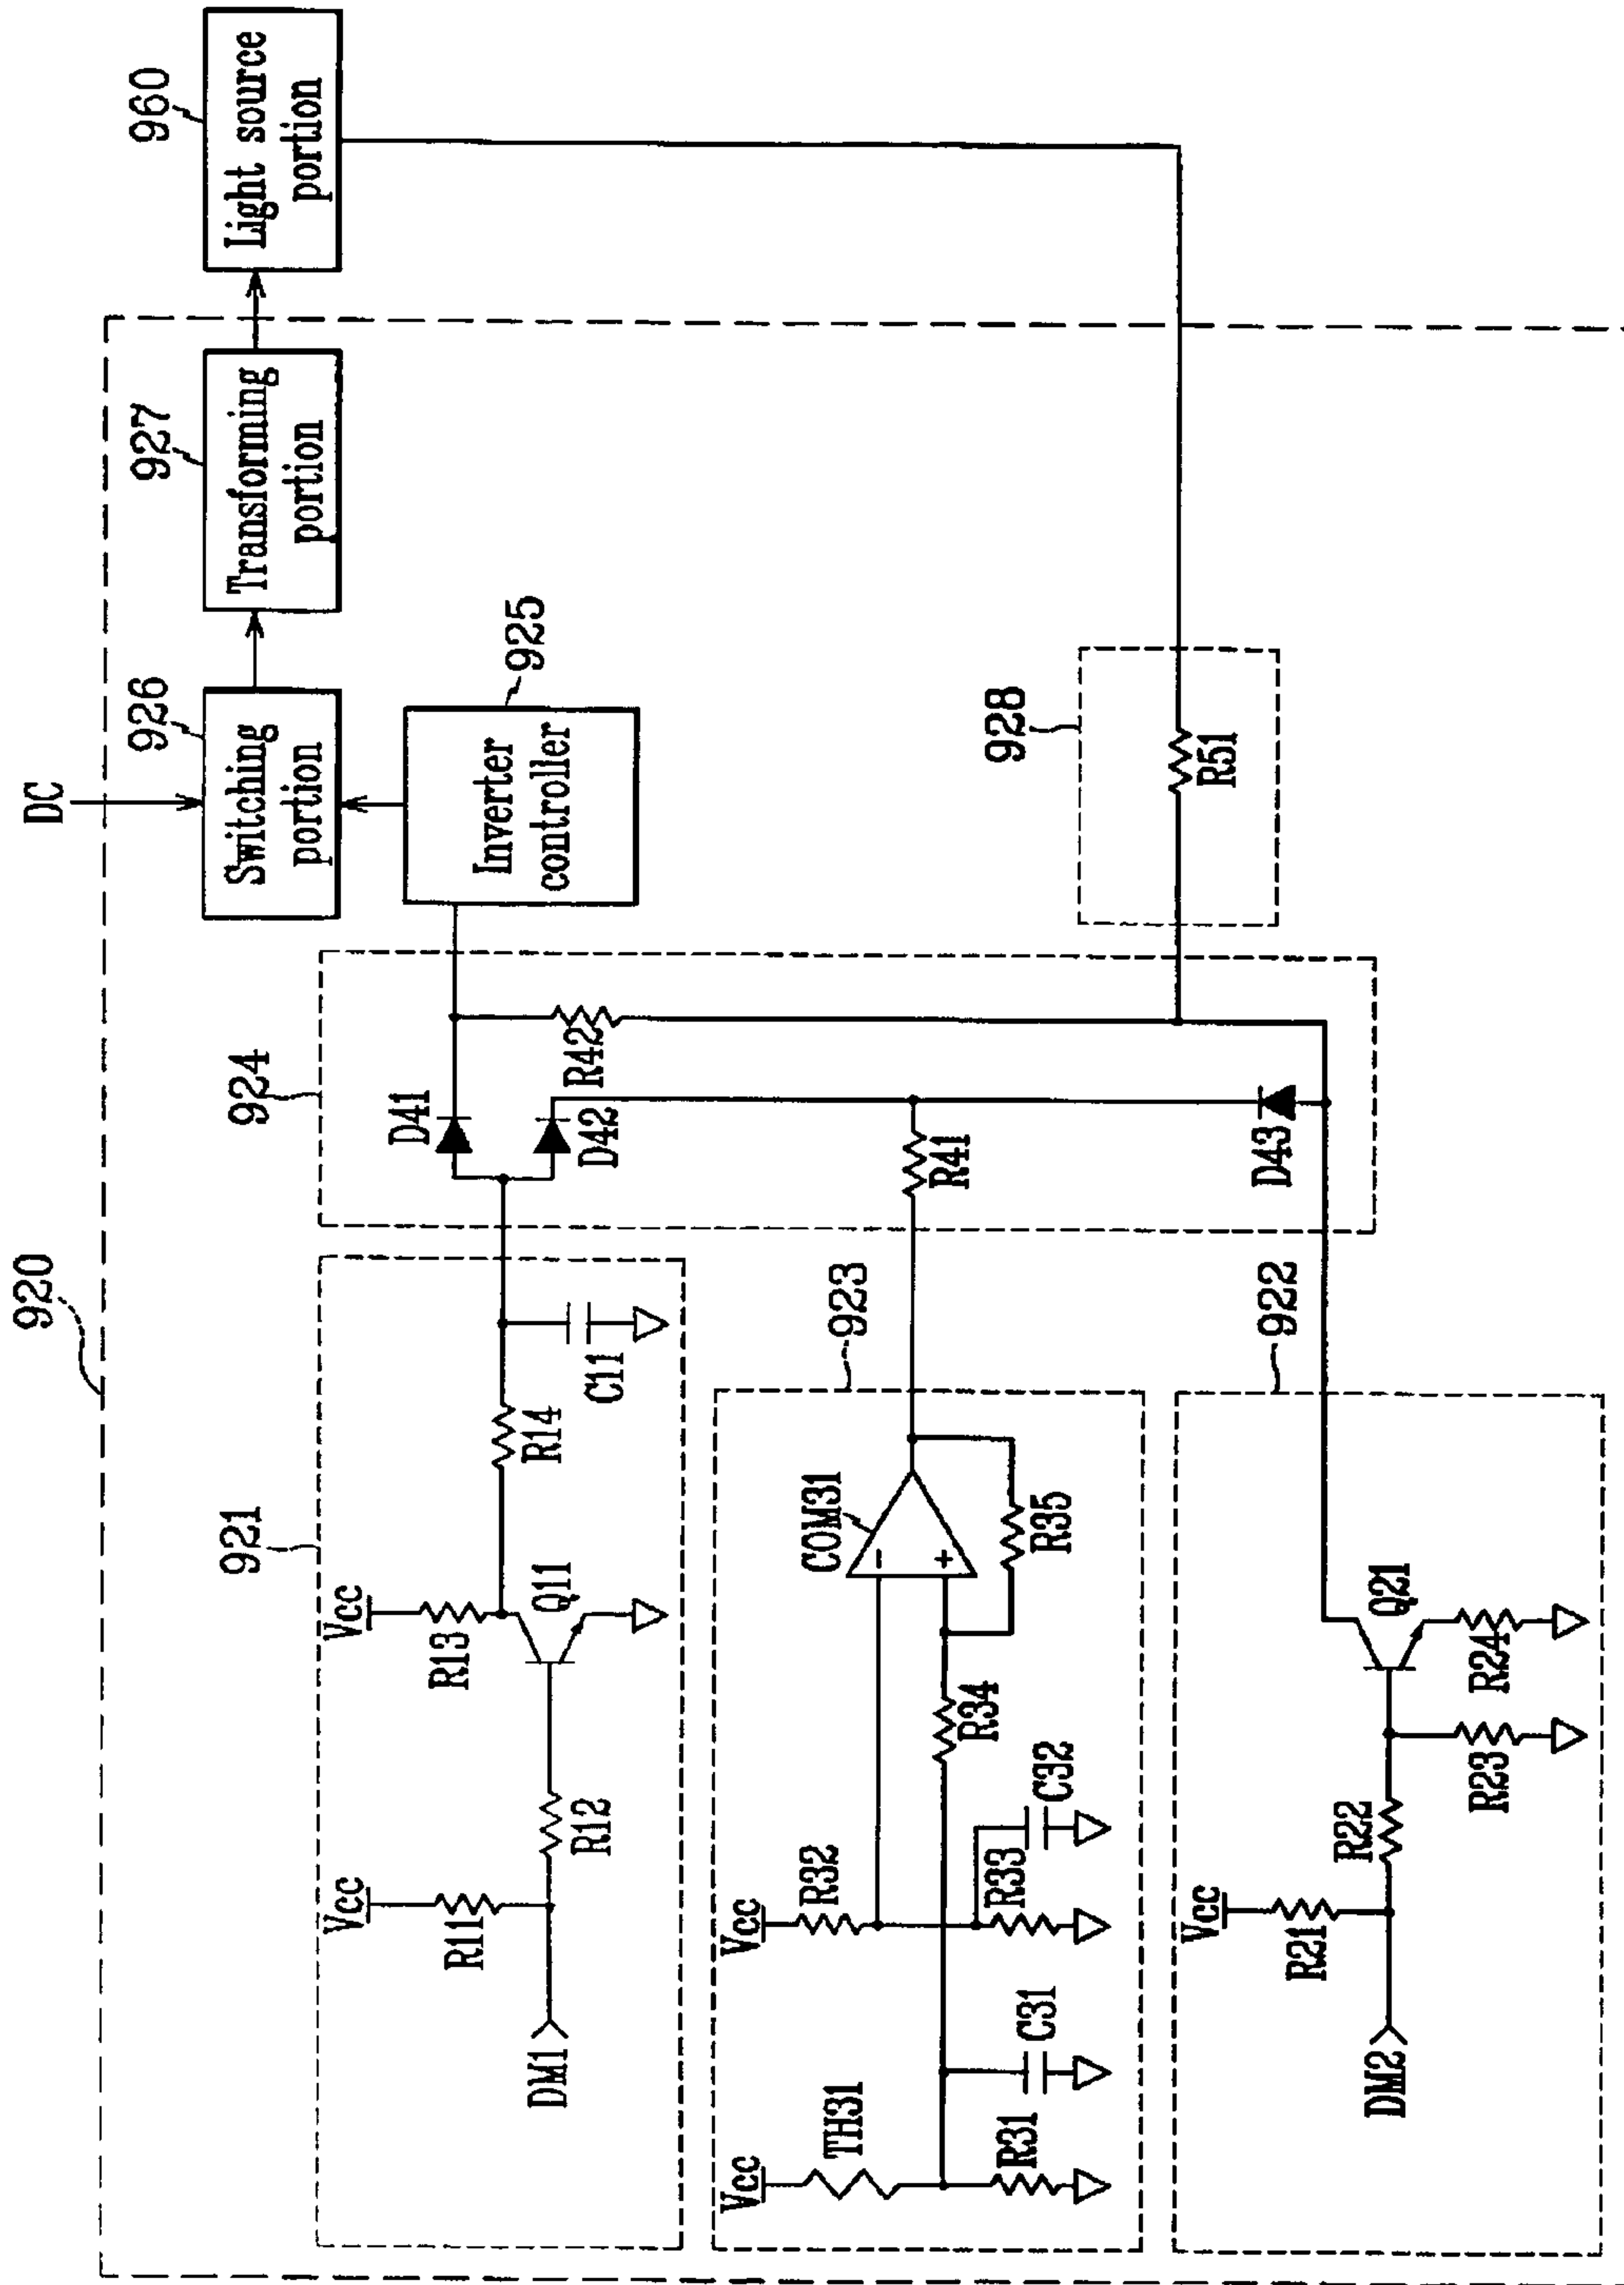 920
DC
926
Switching
portion
927
Transforming
portion
960
Light source
portion
925
Inverter
controller
921
Vcc
R11
DM1
R12
Vcc
R13
Q11
R14
C11
924
D41
D42
R42
R41
D43
928
R51
923
Vcc
TH31
R31
C31
Vcc
R32
R33
C32
R34
COM31
-
+
R35
922
Vcc
R21
DM2
R22
R23
Q21
R24